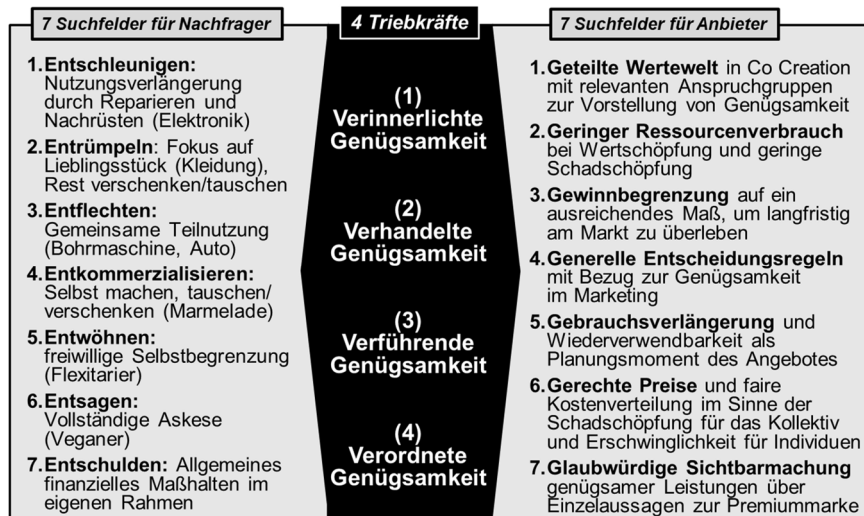 7 Suchfelder für Nachfrager
1.Entschleunigen:
Nutzungsverlängerung
durch Reparieren und
Nachrüsten (Elektronik)
2.Entrümpeln: Fokus auf
Lieblingsstück (Kleidung),
Rest verschenken/tauschen
3.Entflechten:
Gemeinsame Teilnutzung
(Bohrmaschine, Auto)
4.Entkommerzialisieren:
Selbst machen, tauschen/
verschenken (Marmelade)
5.Entwöhnen:
freiwillige Selbstbegrenzung
(Flexitarier)
6.Entsagen:
Vollständige Askese
(Veganer)
7.Entschulden: Allgemeines
finanzielles Maßhalten im
eigenen Rahmen
4 Triebkräfte
(1)
Verinnerlichte
Genügsamkeit
(2)
Verhandelte
Genügsamkeit
(3)
Verführende
Genügsamkeit
(4)
Verordnete
Genügsamkeit
7 Suchfelder für Anbieter
1.Geteilte Wertewelt in Co Creation
mit relevanten Anspruchgruppen
zur Vorstellung von Genügsamkeit
2.Geringer Ressourcenverbrauch
bei Wertschöpfung und geringe
Schadschöpfung
3.Gewinnbegrenzung auf ein
ausreichendes Maß, um langfristig
am Markt zu überleben
4.Generelle Entscheidungsregeln
mit Bezug zur Genügsamkeit
im Marketing
5.Gebrauchsverlängerung und
Wiederverwendbarkeit als
Planungsmoment des Angebotes
6.Gerechte Preise und faire
Kostenverteilung im Sinne der
Schadschöpfung für das Kollektiv
und Erschwinglichkeit für Individuen
7.Glaubwürdige Sichtbarmachung
genügsamer Leistungen über
Einzelaussagen zur Premiummarke